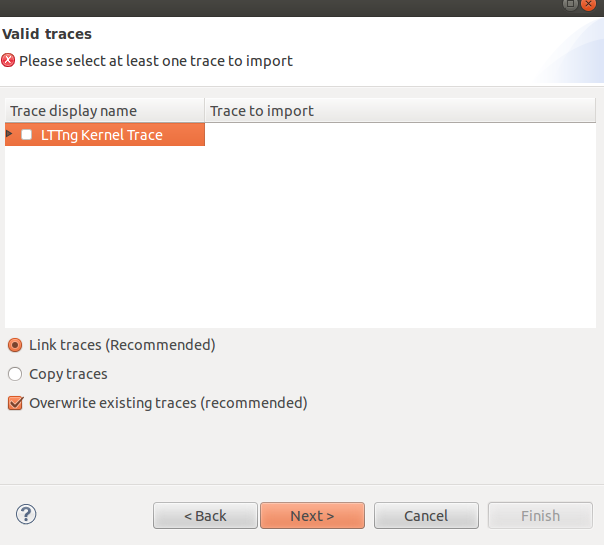 Valid traces
Please select at least one trace to import
Trace display name Trace to import
LTTng Kernel Trace
Link traces (Recommended)
Copy traces
Overwrite existing traces (recommended)
? < Back Next > Cancel Finish